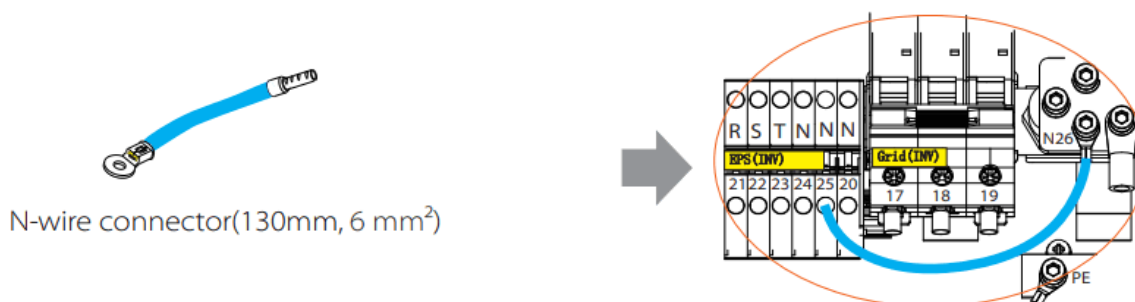 R S T N N N
N26
EPS(INV)
Grid(INV)
21 22 23 24 25 20
17 18 19
N-wire connector(130mm, 6 mm²)
PE